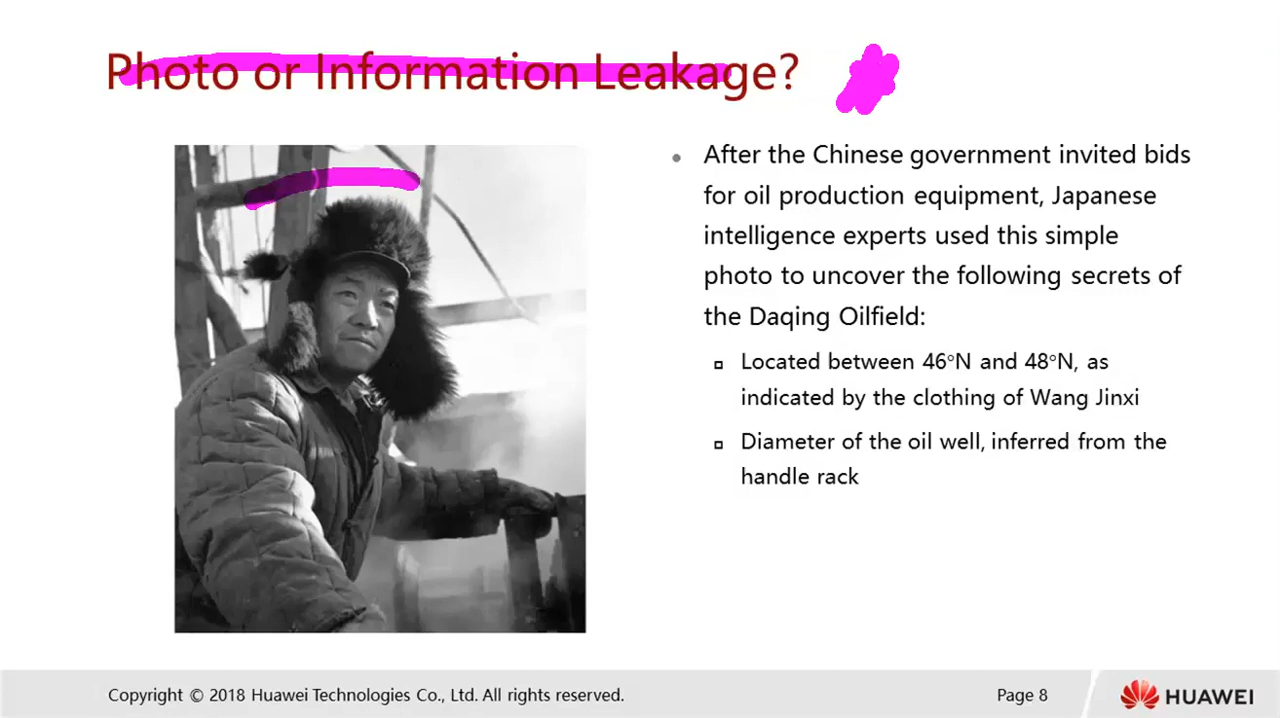 Photo or Information Leakage?
• After the Chinese government invited bids
for oil production equipment, Japanese
intelligence experts used this simple
photo to uncover the following secrets of
the Daqing Oilfield:
▫ Located between 46°N and 48°N, as
indicated by the clothing of Wang Jinxi
▫ Diameter of the oil well, inferred from the
handle rack
Copyright © 2018 Huawei Technologies Co., Ltd. All rights reserved.
Page 8
HUAWEI